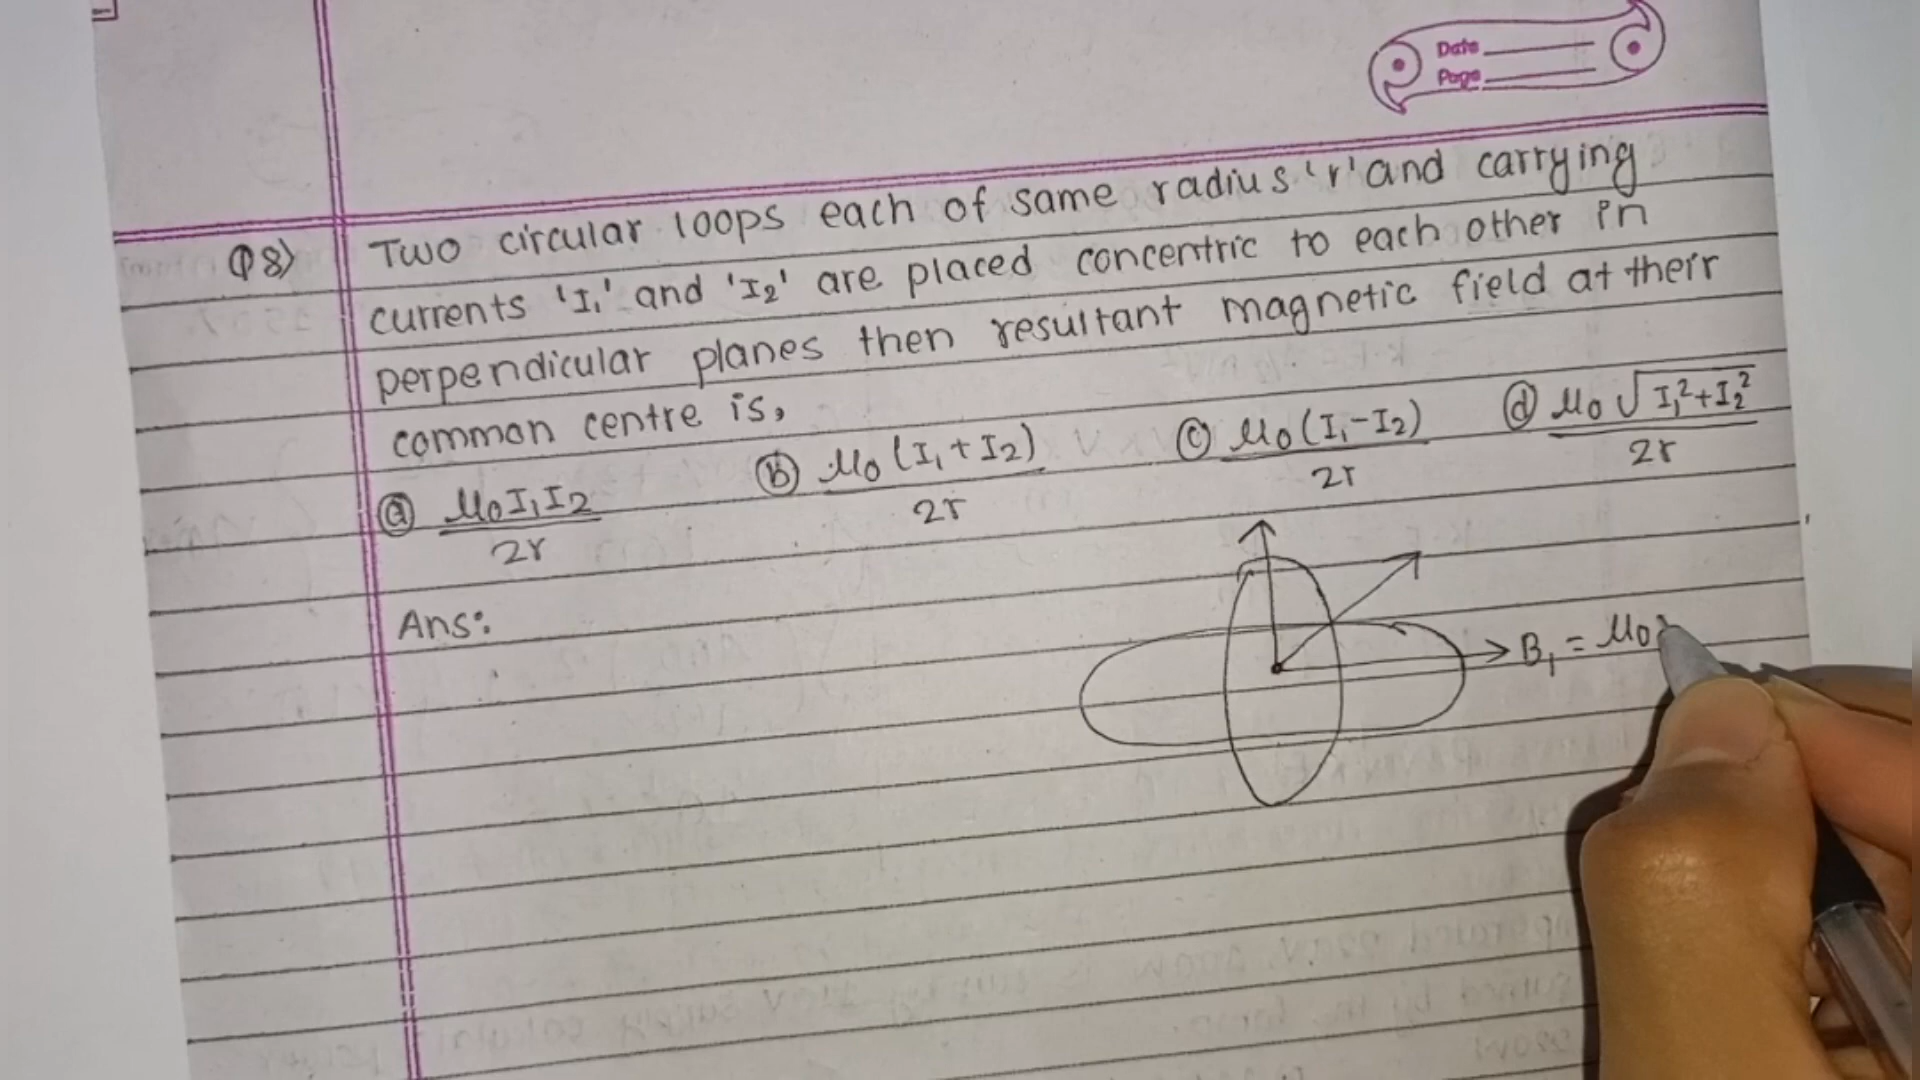 Date
Page
Q8) Two circular loops each of same radius 'r' and carrying
currents 'I₁' and 'I₂' are placed concentric to each other in
perpendicular planes then resultant magnetic field at their
common centre is,
ⓐ μ₀I₁I₂/2r ⓑ μ₀(I₁+I₂)/2r ⓒ μ₀(I₁-I₂)/2r ⓓ μ₀√(I₁²+I₂²)/2r
Ans:
B₁ = μ₀